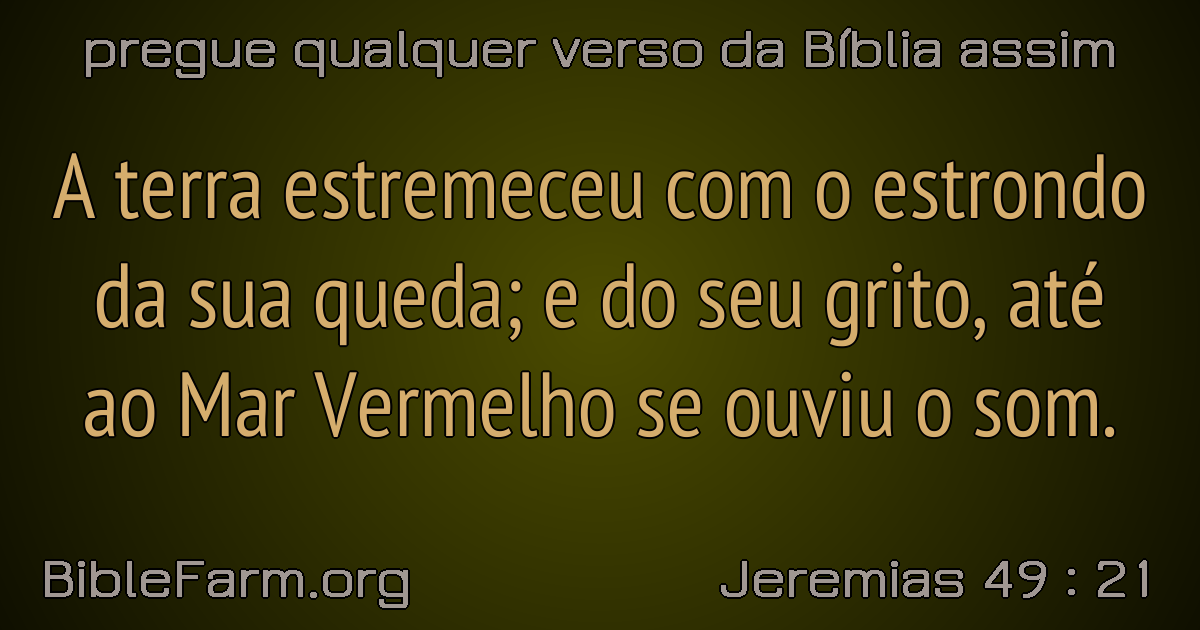 pregue qualquer verso da Bíblia assim
A terra estremeceu com o estrondo
da sua queda; e do seu grito, até
ao Mar Vermelho se ouviu o som.
BibleFarm.org
Jeremias 49 : 21